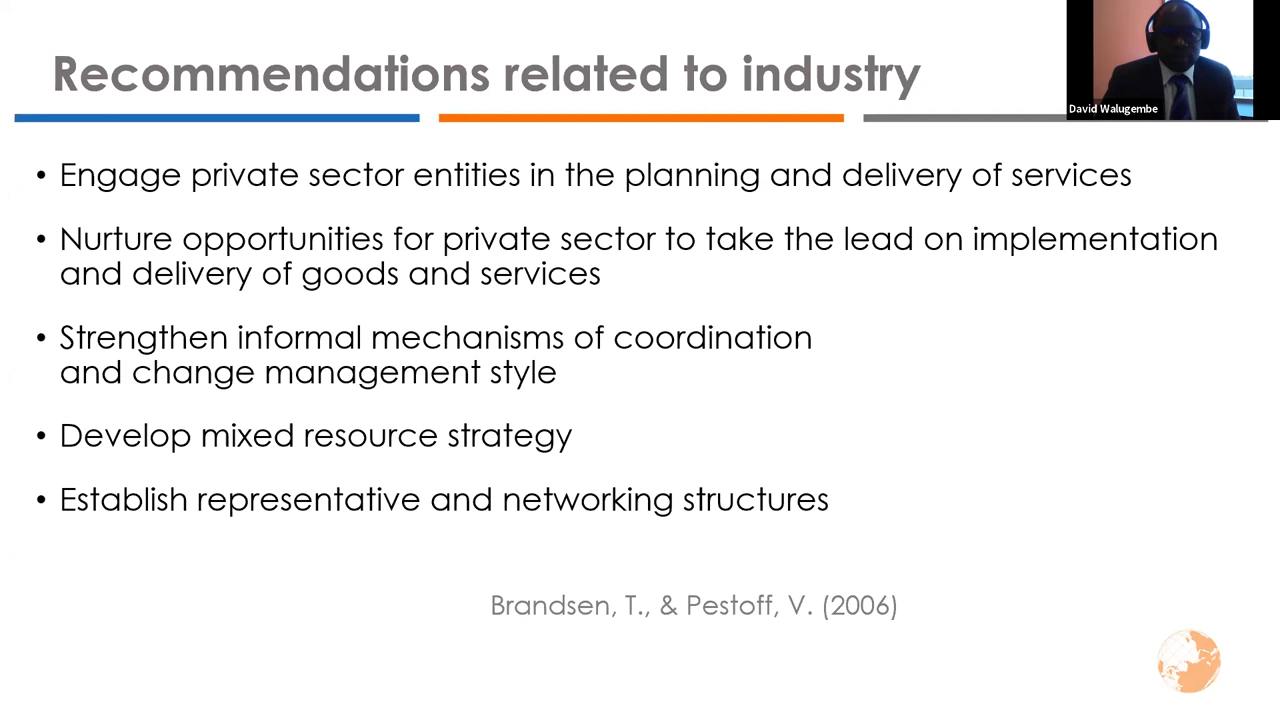 Recommendations related to industry
David Walugembe
• Engage private sector entities in the planning and delivery of services
• Nurture opportunities for private sector to take the lead on implementation
and delivery of goods and services
• Strengthen informal mechanisms of coordination
and change management style
• Develop mixed resource strategy
• Establish representative and networking structures
Brandsen, T., & Pestoff, V. (2006)